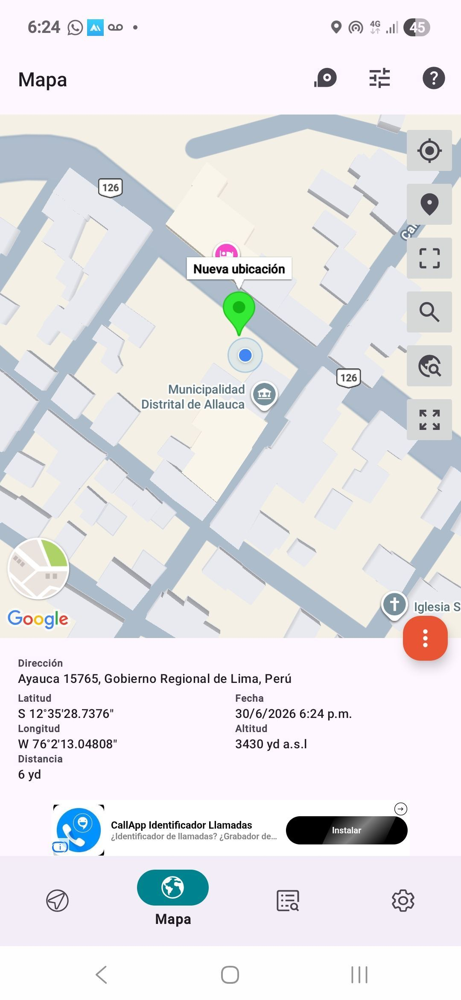 6:24
4G
45
Mapa
126
Nueva ubicación
126
Municipalidad
Distrital de Allauca
Iglesia S
Google
Dirección
Ayauca 15765, Gobierno Regional de Lima, Perú
Latitud
S 12°35'28.7376"
Fecha
30/6/2026 6:24 p.m.
Longitud
W 76°2'13.04808"
Altitud
3430 yd a.s.l
Distancia
6 yd
CallApp Identificador Llamadas
¿Identificador de llamadas? ¿Grabador de...
Instalar
Mapa